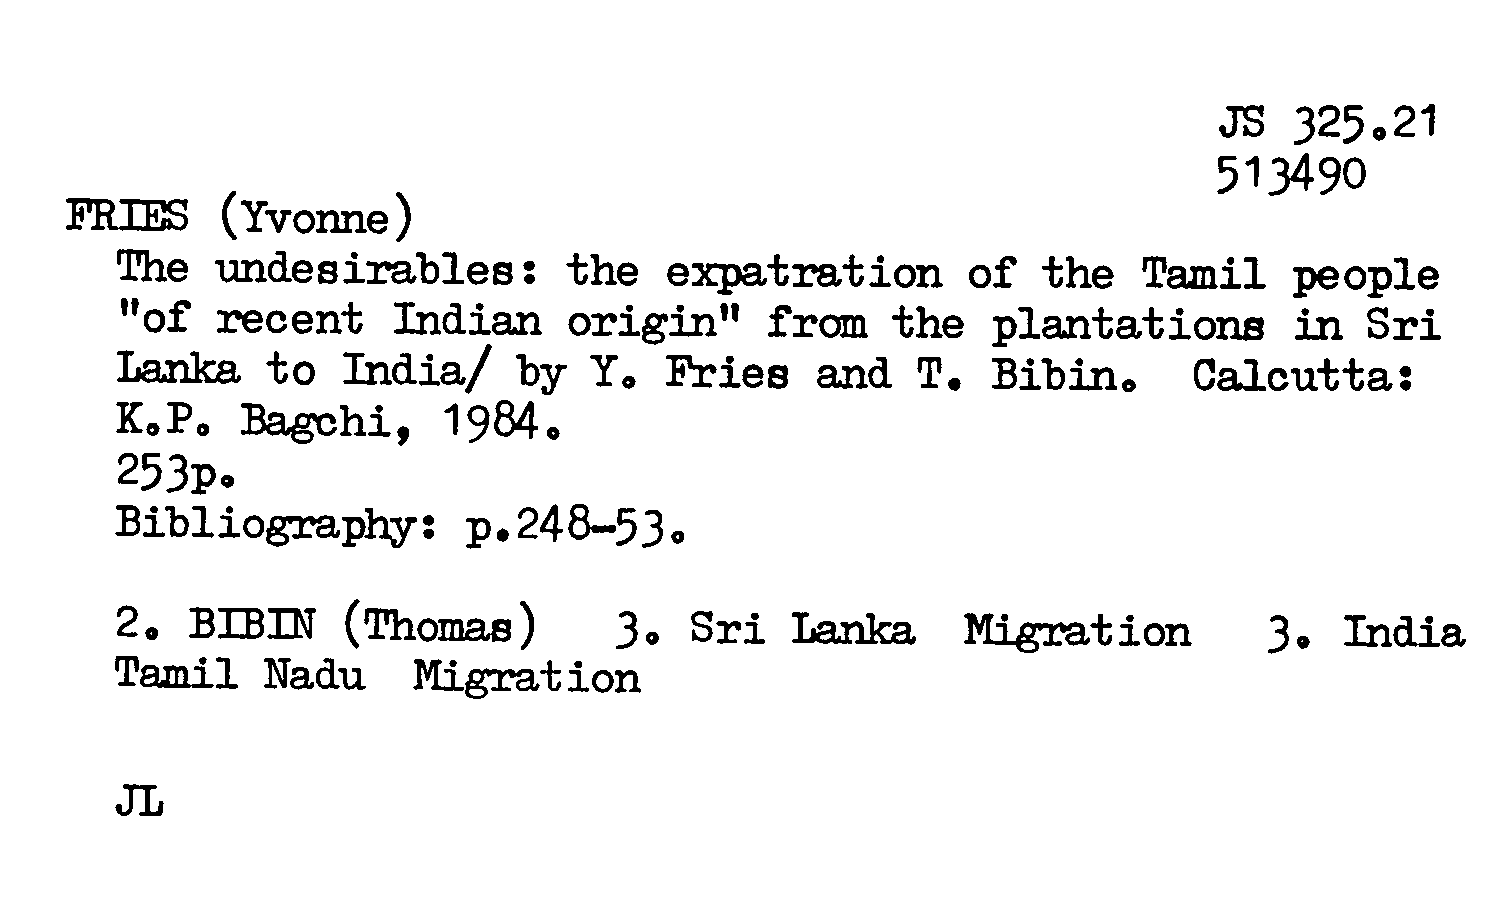 JS 325.21
513490
FRIES (Yvonne)
The undesirables: the expatration of the Tamil people
"of recent Indian origin" from the plantations in Sri
Lanka to India/ by Y. Fries and T. Bibin. Calcutta:
K.P. Bagchi, 1984.
253p.
Bibliography: p.248-53.
2. BIBIN (Thomas) 3. Sri Lanka Migration 3. India
Tamil Nadu Migration
JL